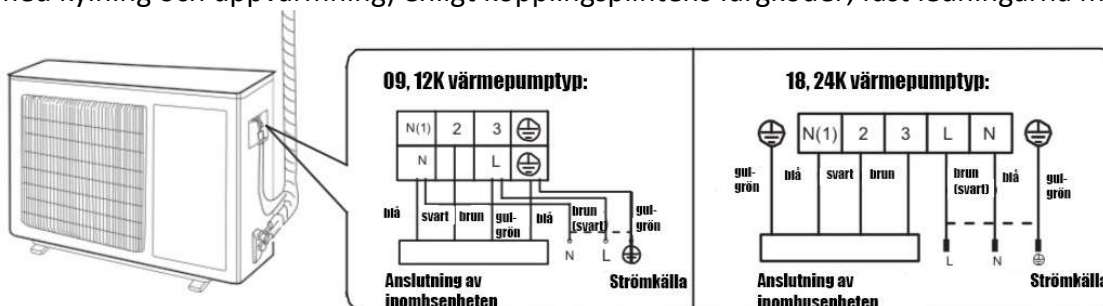 kylning och uppvärmning) enligt kopplingsplintens färgkoder, fäst ledningarna
09, 12K värmepumptyp:
N(1) 2 3
N L
blå svart brun gul-
grön blå brun
(svart) gul-
grön
N L
Anslutning av
inomhsenheten
Strömkälla
18, 24K värmepumptyp:
N(1) 2 3 L N
gul-
grön blå svart brun brun
(svart) blå gul-
grön
L N
Anslutning av
inomhusenheten
Strömkälla